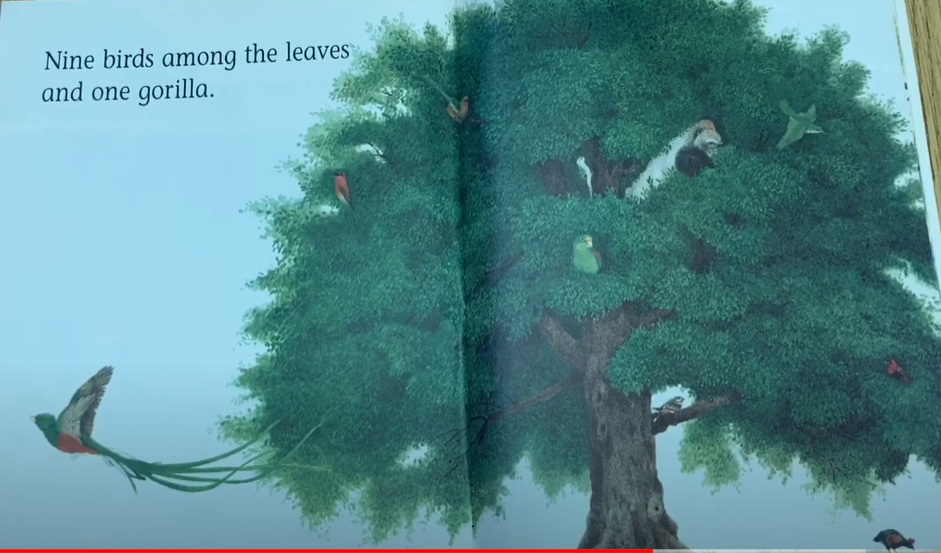 Nine birds among the leaves
and one gorilla.